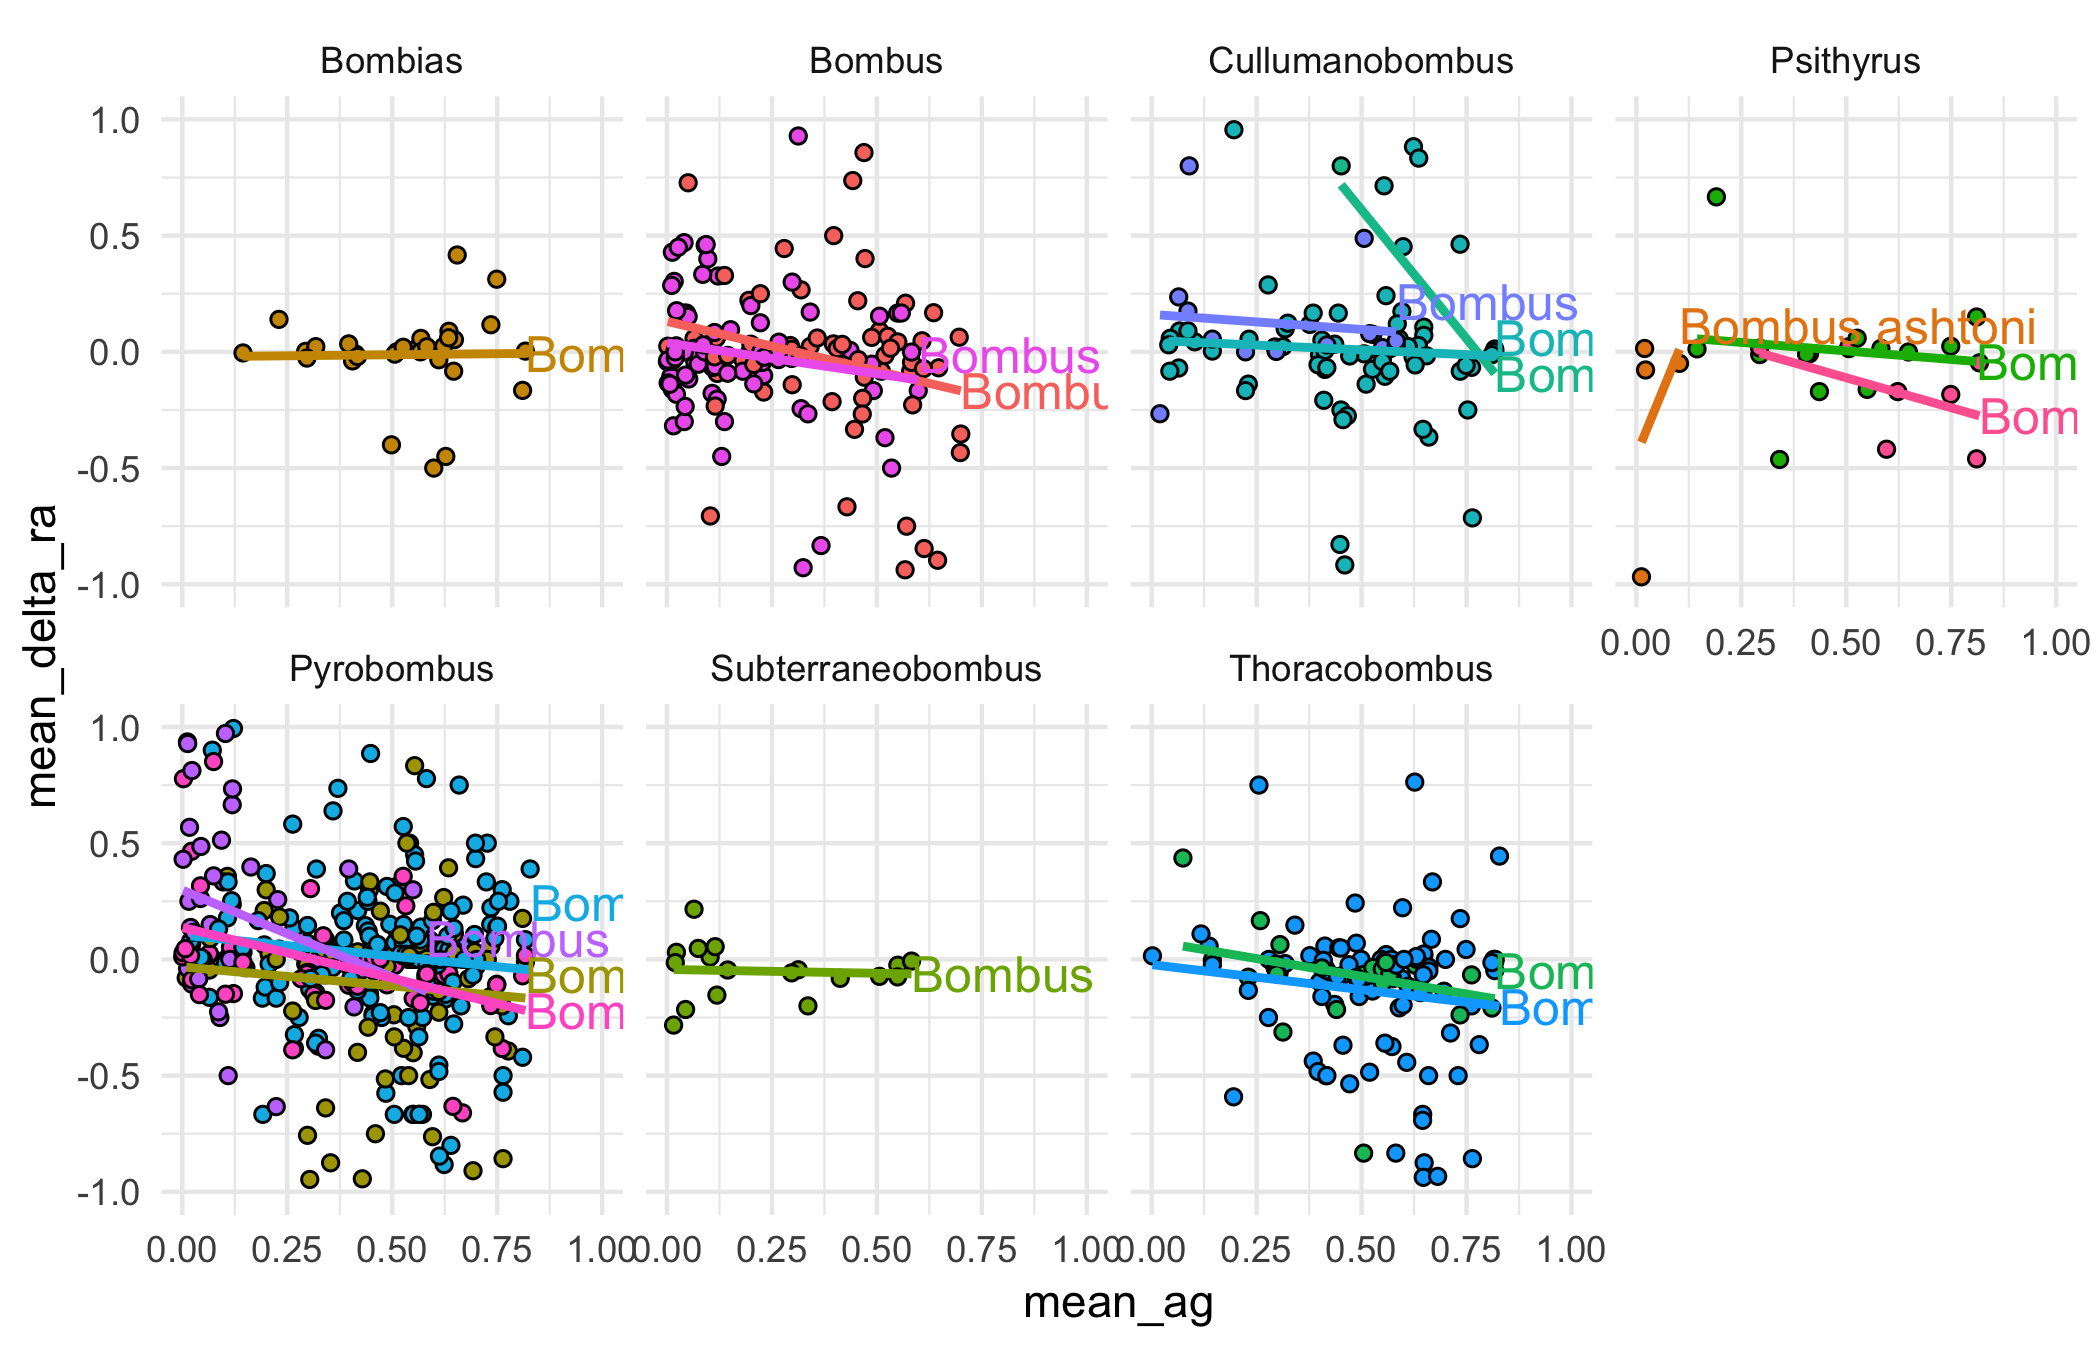 Bombias Bombus Cullumanobombus Psithyrus
1.0
0.5
0.0
-0.5
-1.0
Bom
Bombus
Bombu
Bombus
Bom
Bom
Bombus ashtoni
Bom
Bom
0.00 0.25 0.50 0.75 1.00
mean_delta_ra
Pyrobombus Subterraneobombus Thoracobombus
1.0
0.5
0.0
-0.5
-1.0
Bom
Bombus
Bom
Bom
Bombus
Bom
Bom
0.00 0.25 0.50 0.75 1.00 0.00 0.25 0.50 0.75 1.00 0.00 0.25 0.50 0.75 1.00
mean_ag